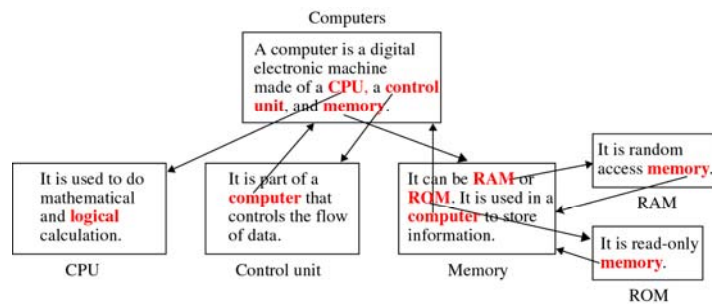 Computers
A computer is a digital
electronic machine
made of a CPU, a control
unit, and memory.
It is used to do
mathematical
and logical
calculation.
CPU
It is part of a
computer that
controls the flow
of data.
Control unit
It can be RAM or
ROM. It is used in a
computer to store
information.
Memory
It is random
access memory.
RAM
It is read-only
memory.
ROM